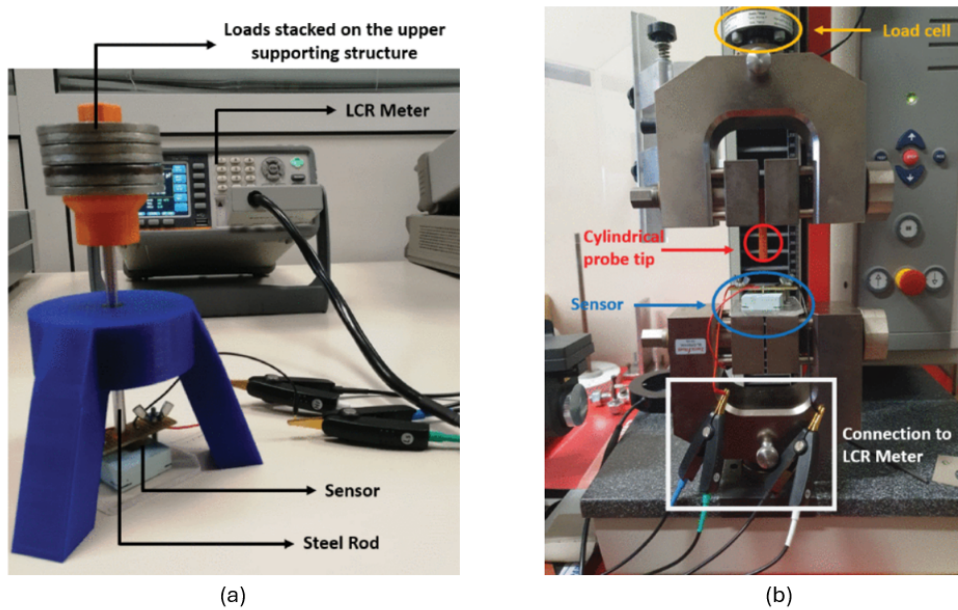 Loads stacked on the upper
supporting structure
LCR Meter
Sensor
Steel Rod
(a)
Load cell
Cylindrical
probe tip
Sensor
Connection to
LCR Meter
(b)